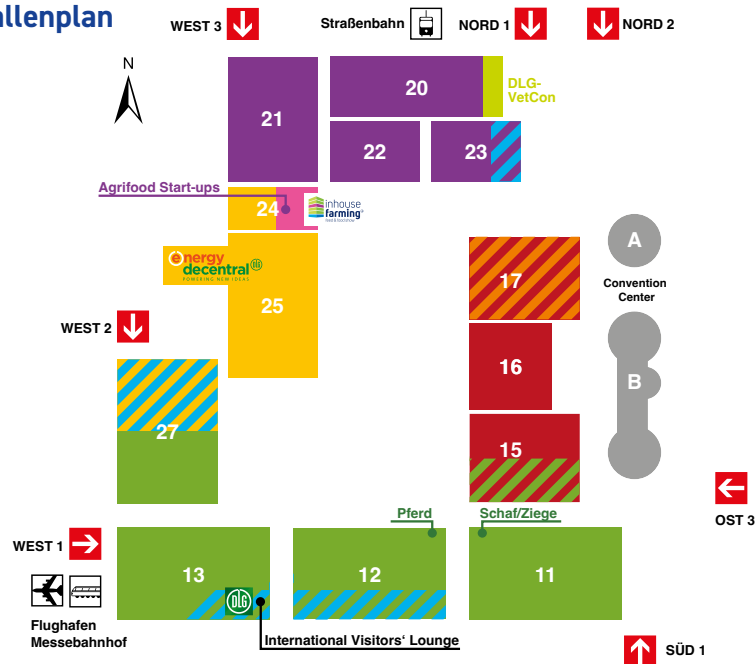 allenplan
WEST 3
Straßenbahn
NORD 1
NORD 2
N
20
DLG-
VetCon
21
22
23
Agrifood Start-ups
24
inhouse
farming
A
energy
decentral
DLG
POWERING NEW IDEAS
17
Convention
Center
25
WEST 2
16
B
27
15
OST 3
Pferd
Schaf/Ziege
WEST 1
13
12
11
DLG
Flughafen
Messebahnhof
International Visitors‘ Lounge
SÜD 1